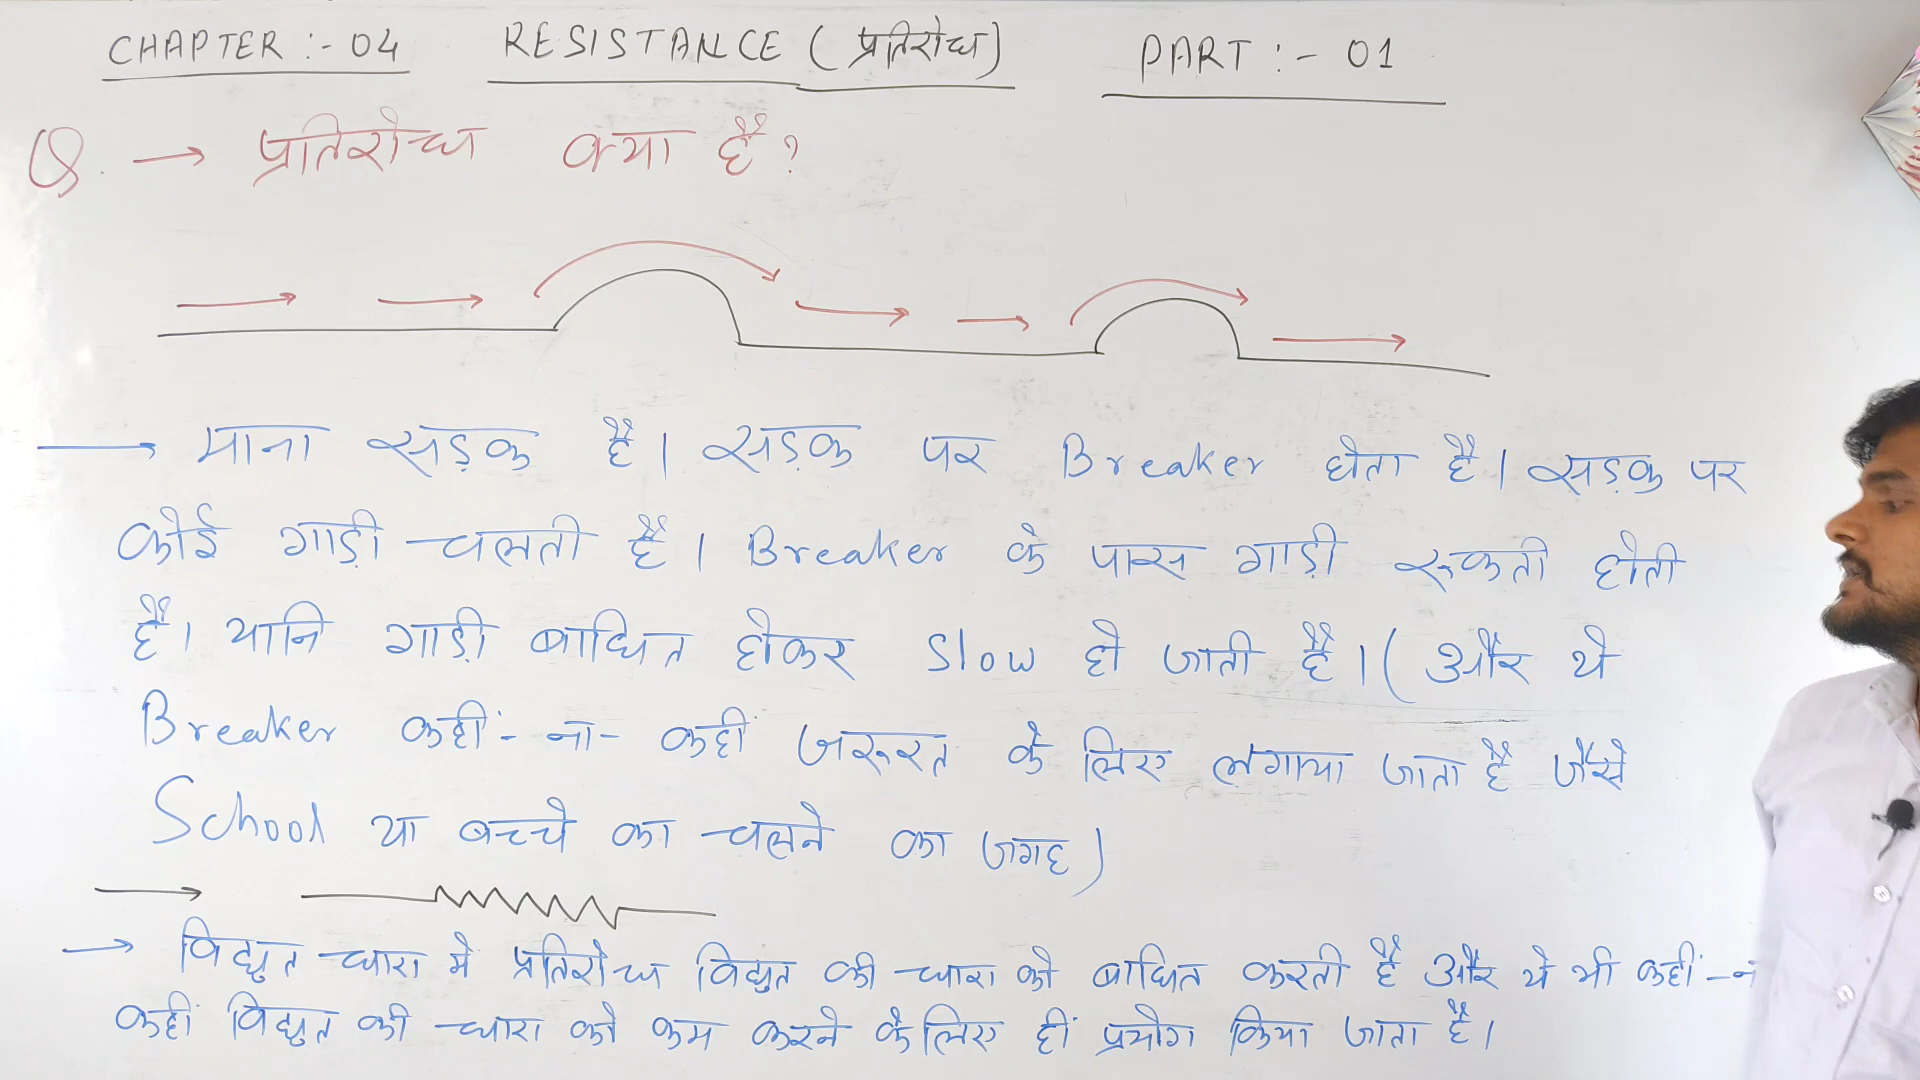 CHAPTER :- 04 RESISTANCE (प्रतिरोध) PART :- 01
Q. → प्रतिरोध क्या है?
→ माना सड़क है। सड़क पर Breaker होता है। सड़क पर
कोई गाड़ी चलती है। Breaker के पास गाड़ी रूकती होती
है। यानि गाड़ी बाधित होकर Slow हो जाती है। (और ये
Breaker कहीं-ना-कहीं जरूरत के लिए लगाया जाता है जैसे
School या बच्चे का चलने का जगह)
→
→ विद्युत धारा मे प्रतिरोध विद्युत की धारा को बाधित करती है और ये भी कहीं-न
कहीं विद्युत की धारा को कम करने के लिए हीं प्रयोग किया जाता है।